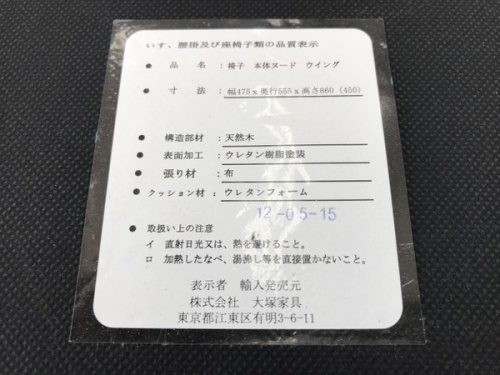 いす、腰掛及び座椅子類の品質表示
● 品 名：椅子 本体ヌード ウイング
● 寸 法：幅475x奥行555x高さ860（450）
● 構造部材：天然木
● 表面加工：ウレタン樹脂塗装
● 張り材：布
● クッション材：ウレタンフォーム
12-05-15
● 取扱い上の注意
イ 直射日光又は、熱を避けること。
ロ 加熱したなべ、湯沸し等を直接置かないこと。
表示者 輸入発売元
株式会社 大塚家具
東京都江東区有明3-6-11